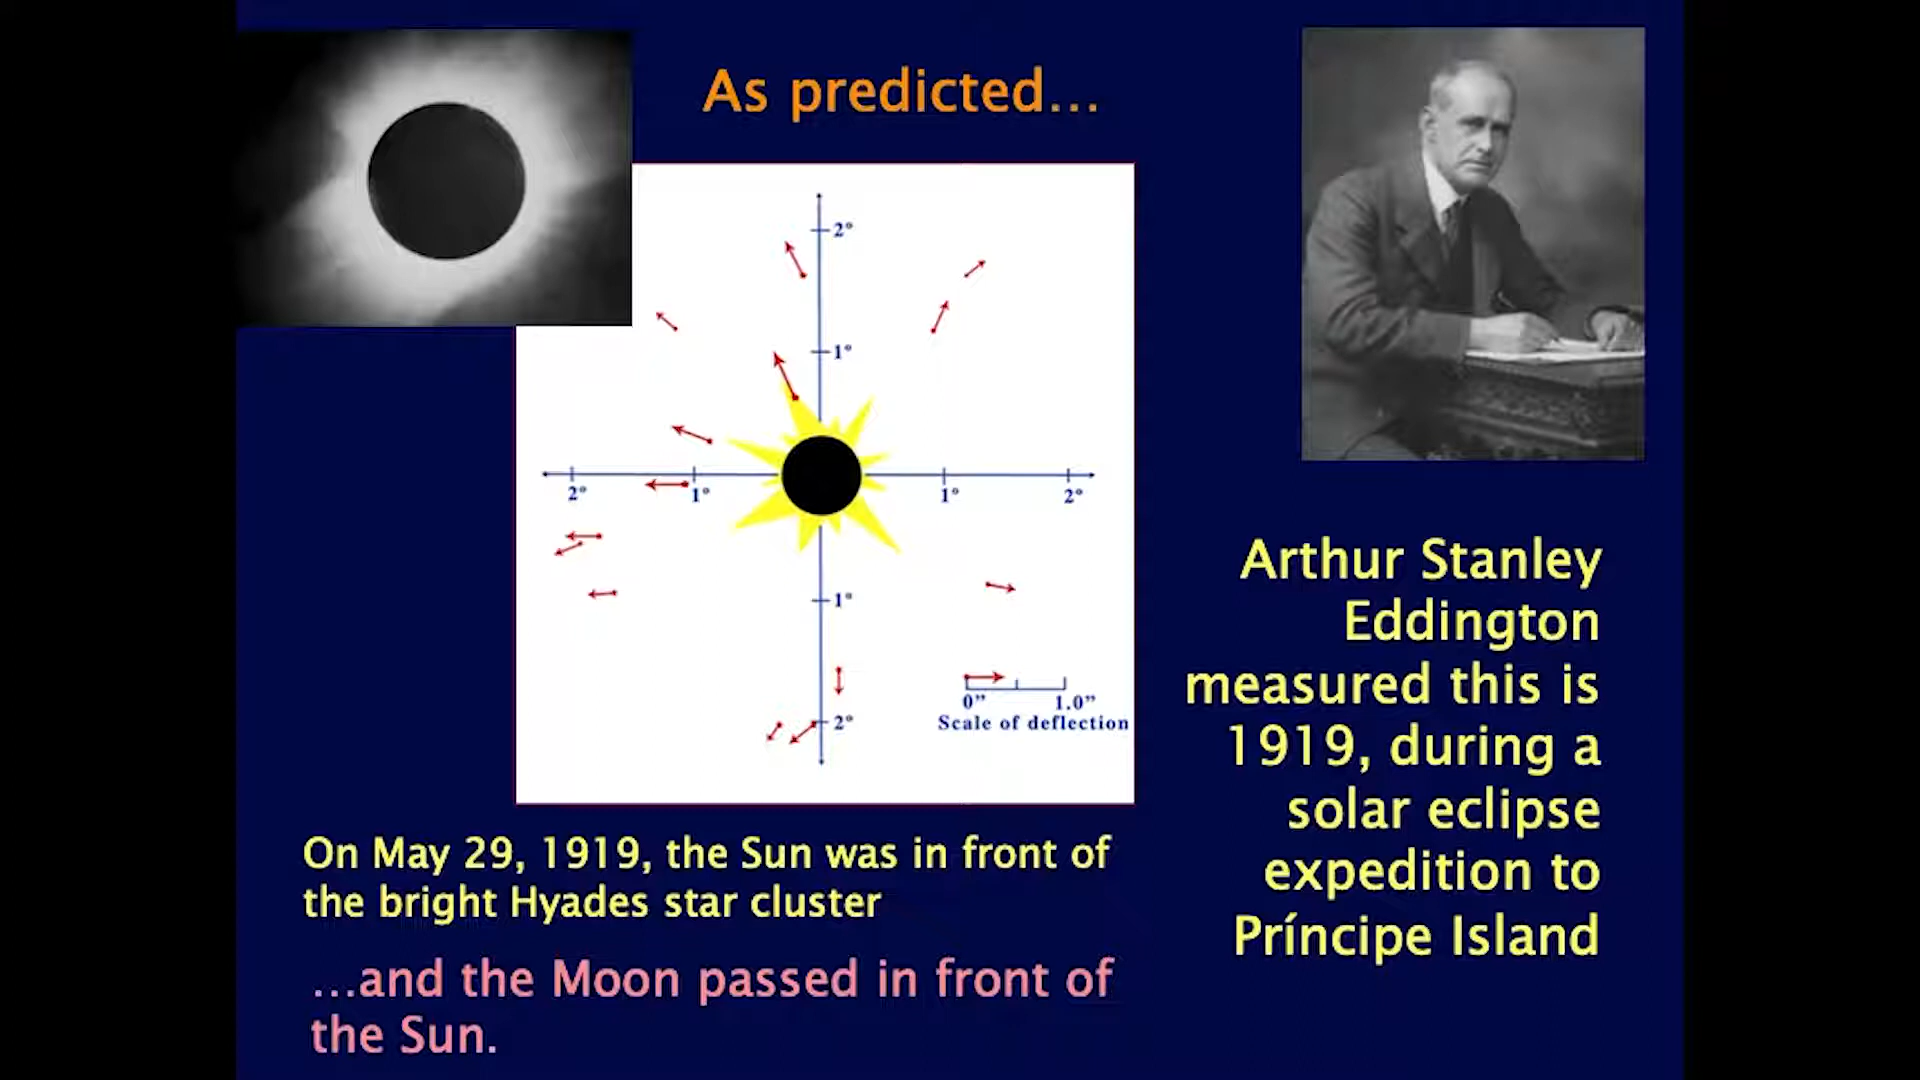 As predicted...
2°
1°
2°
1°
1°
2°
1°
2°
0” 1.0”
Scale of deflection
Arthur Stanley
Eddington
measured this is
1919, during a
solar eclipse
expedition to
Príncipe Island
On May 29, 1919, the Sun was in front of
the bright Hyades star cluster
...and the Moon passed in front of
the Sun.